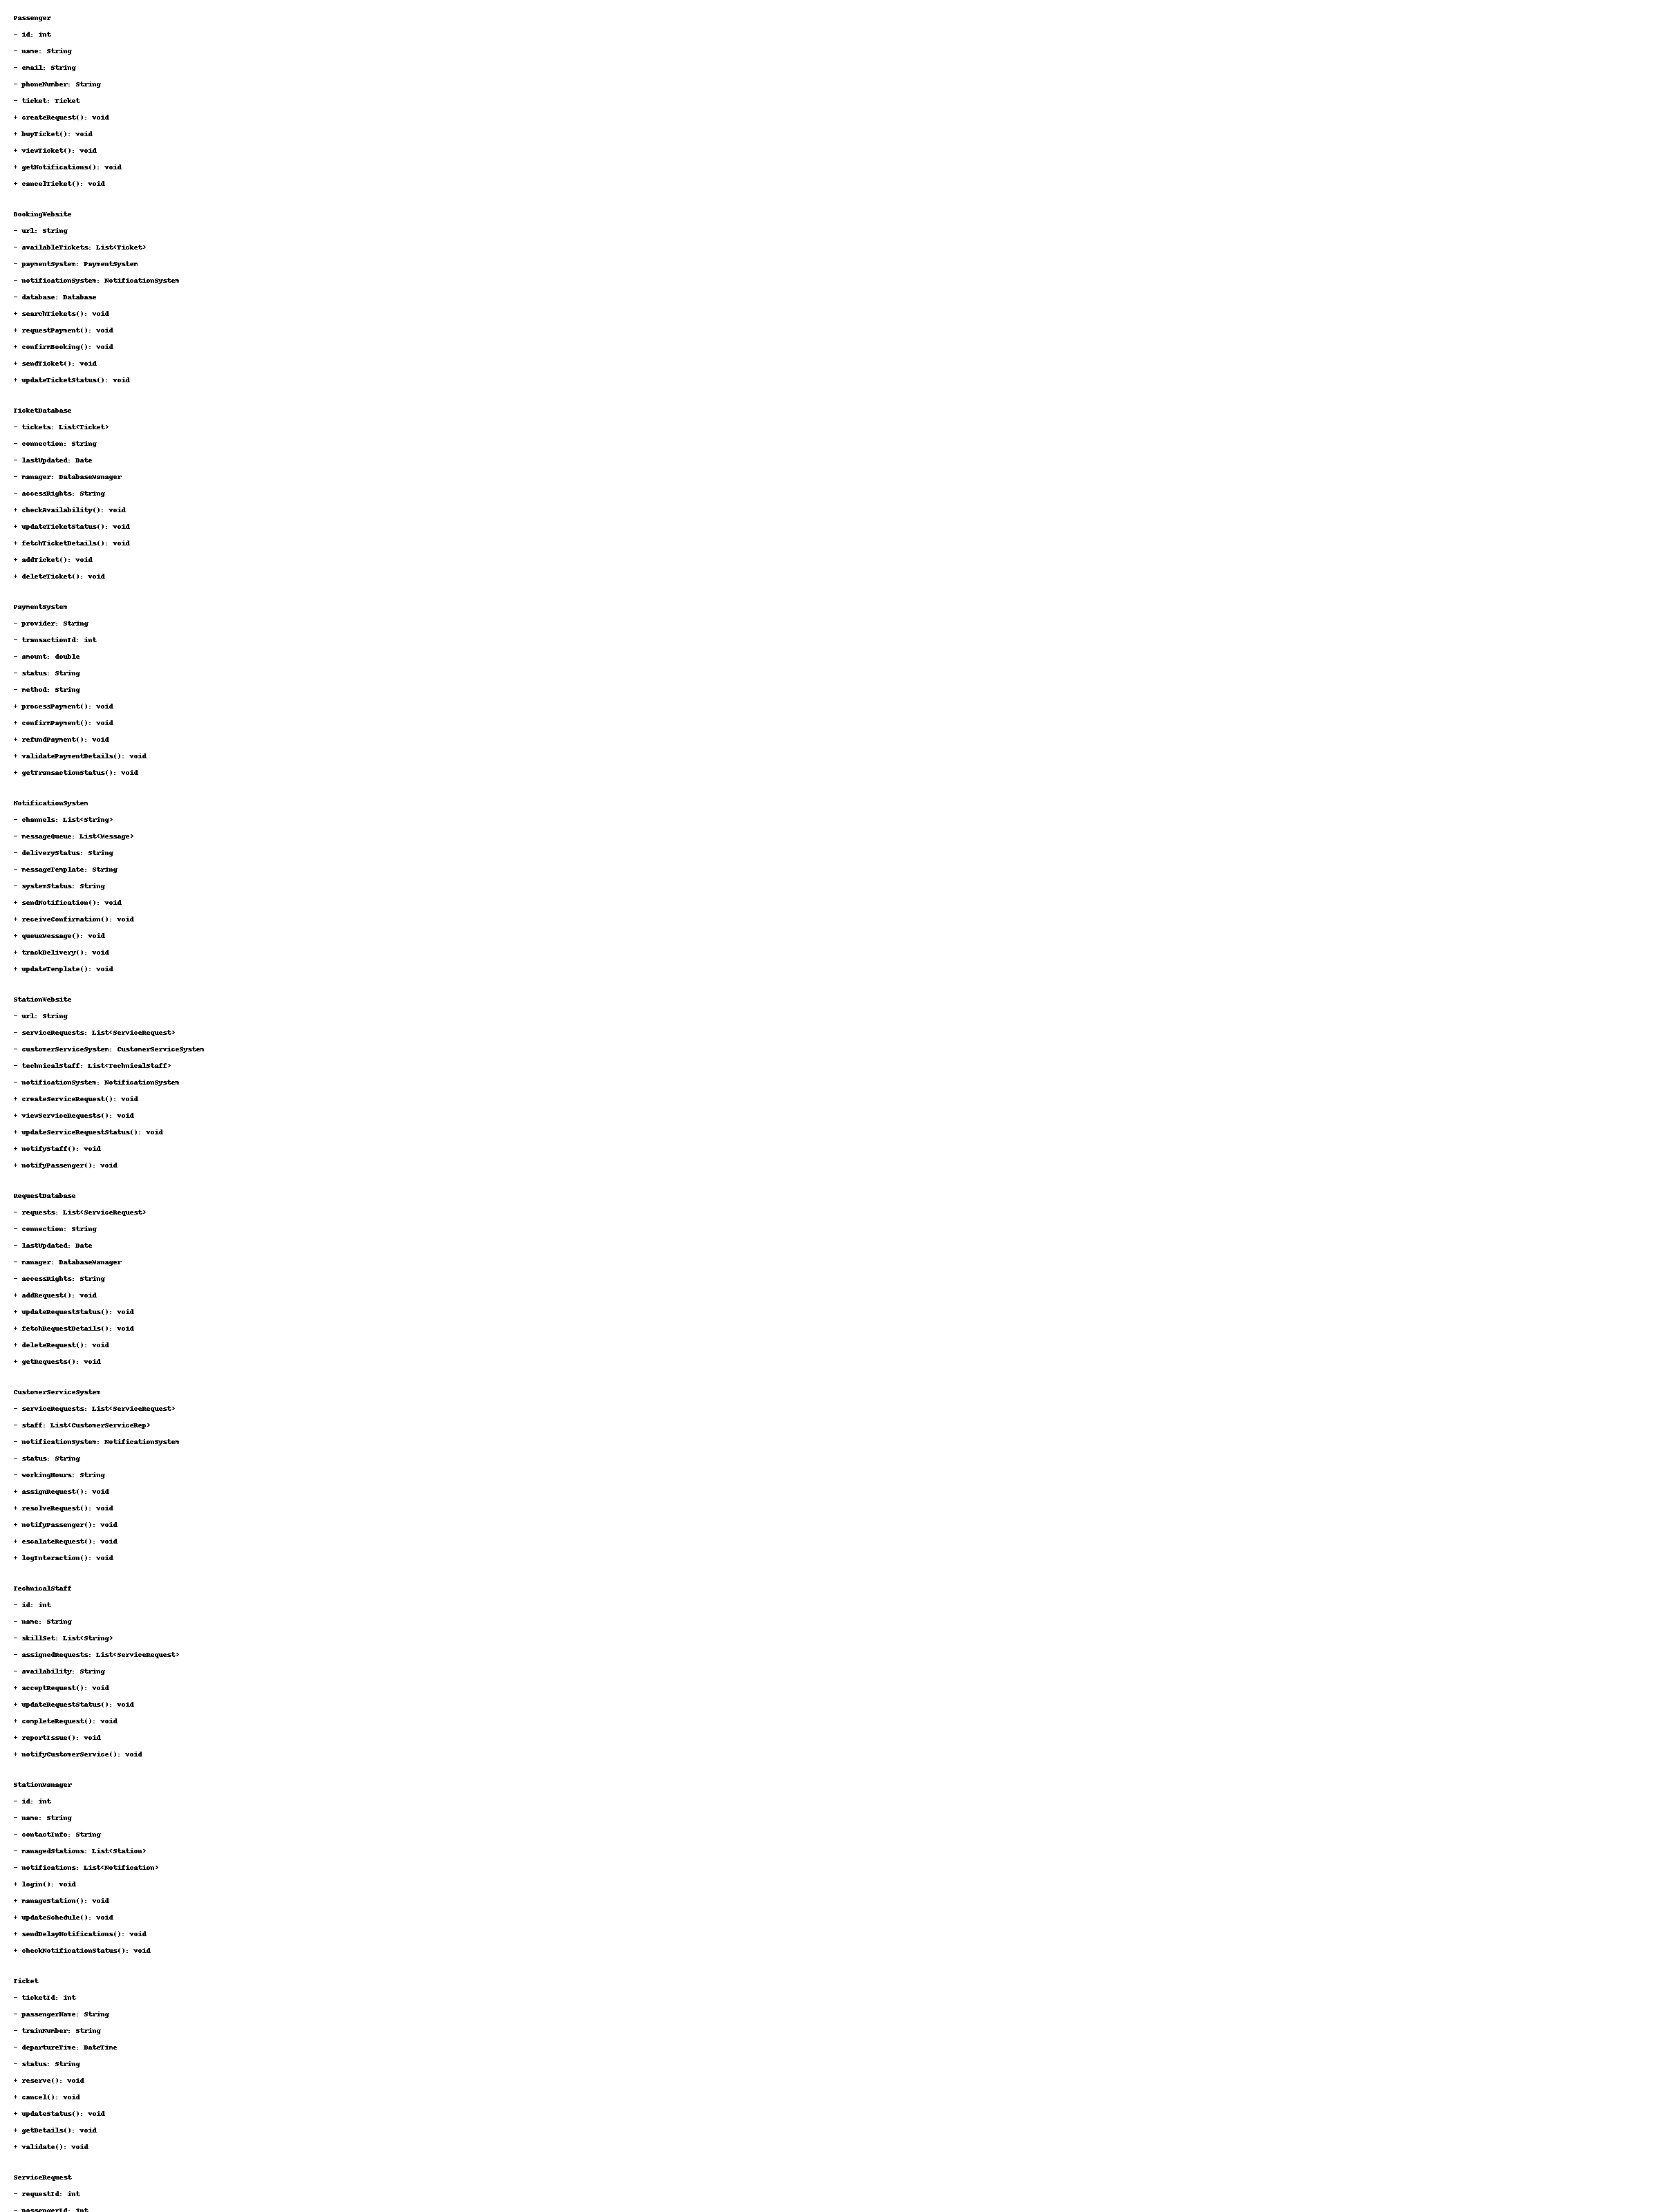 Passenger
- id: int
- name: String
- email: String
- phoneNumber: String
- ticket: Ticket
+ createRequest(): void
+ buyTicket(): void
+ viewTicket(): void
+ getNotifications(): void
+ cancelTicket(): void
BookingWebsite
- url: String
- availableTickets: List<Ticket>
- paymentSystem: PaymentSystem
- notificationSystem: NotificationSystem
- database: Database
+ searchTickets(): void
+ requestPayment(): void
+ confirmBooking(): void
+ sendTicket(): void
+ updateTicketStatus(): void
TicketDatabase
- tickets: List<Ticket>
- connection: String
- lastUpdated: Date
- manager: DatabaseManager
- accessRights: String
+ checkAvailability(): void
+ updateTicketStatus(): void
+ fetchTicketDetails(): void
+ addTicket(): void
+ deleteTicket(): void
PaymentSystem
- provider: String
- transactionId: int
- amount: double
- status: String
- method: String
+ processPayment(): void
+ confirmPayment(): void
+ refundPayment(): void
+ validatePaymentDetails(): void
+ getTransactionStatus(): void
NotificationSystem
- channels: List<String>
- messageQueue: List<Message>
- deliveryStatus: String
- messageTemplate: String
- systemStatus: String
+ sendNotification(): void
+ receiveConfirmation(): void
+ queueMessage(): void
+ trackDelivery(): void
+ updateTemplate(): void
StationWebsite
- url: String
- serviceRequests: List<ServiceRequest>
- customerServiceSystem: CustomerServiceSystem
- technicalStaff: List<TechnicalStaff>
- notificationSystem: NotificationSystem
+ createServiceRequest(): void
+ viewServiceRequests(): void
+ updateServiceRequestStatus(): void
+ notifyStaff(): void
+ notifyPassenger(): void
RequestDatabase
- requests: List<ServiceRequest>
- connection: String
- lastUpdated: Date
- manager: DatabaseManager
- accessRights: String
+ addRequest(): void
+ updateRequestStatus(): void
+ fetchRequestDetails(): void
+ deleteRequest(): void
+ getRequests(): void
CustomerServiceSystem
- serviceRequests: List<ServiceRequest>
- staff: List<CustomerServiceRep>
- notificationSystem: NotificationSystem
- status: String
- workingHours: String
+ assignRequest(): void
+ resolveRequest(): void
+ notifyPassenger(): void
+ escalateRequest(): void
+ logInteraction(): void
TechnicalStaff
- id: int
- name: String
- skillSet: List<String>
- assignedRequests: List<ServiceRequest>
- availability: String
+ acceptRequest(): void
+ updateRequestStatus(): void
+ completeRequest(): void
+ reportIssue(): void
+ notifyCustomerService(): void
StationManager
- id: int
- name: String
- contactInfo: String
- managedStations: List<Station>
- notifications: List<Notification>
+ login(): void
+ manageStation(): void
+ updateSchedule(): void
+ sendDelayNotifications(): void
+ checkNotificationStatus(): void
Ticket
- ticketId: int
- passengerName: String
- trainNumber: String
- departureTime: DateTime
- status: String
+ reserve(): void
+ cancel(): void
+ updateStatus(): void
+ getDetails(): void
+ validate(): void
ServiceRequest
- requestId: int
- passengerId: int